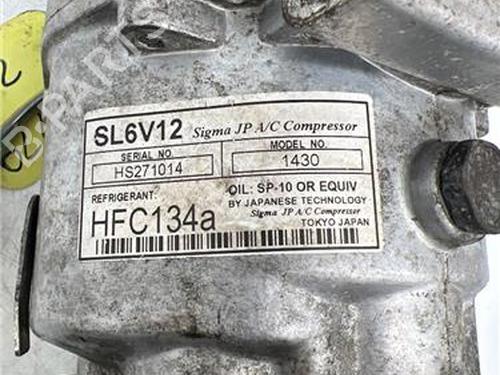 SL6V12 Sigma JP A/C Compressor
SERIAL NO. MODEL NO.
HS271014 1430
REFRIGERANT. OIL: SP-10 OR EQUIV
HFC134a BY JAPANESE TECHNOLOGY
Sigma JP A/C Compressor
TOKYO JAPAN
B-PARTS
2